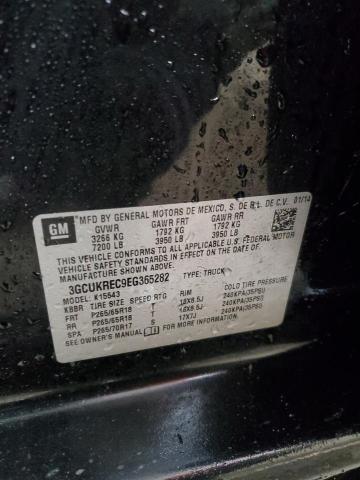 GM
MFD BY GENERAL MOTORS DE MEXICO, S. DE R.L. DE C.V. 01/14
GVWR GAWR FRT GAWR RR
3266 KG 1792 KG 1792 KG
7200 LB 3950 LB 3950 LB
THIS VEHICLE CONFORMS TO ALL APPLICABLE U.S. FEDERAL MOTOR
VEHICLE SAFETY STANDARDS IN EFFECT ON THE DATE OF
MANUFACTURE SHOWN ABOVE.
3GCUKREC9EG365282 TYPE: TRUCK
K15543
KBBR TIRE SIZE SPEED RTG RIM COLD TIRE PRESSURE
FRT P265/65R18 T 18X8.5J 240KPA(35PSI)
RR P265/65R18 T 18X8.5J 240KPA(35PSI)
SPA P265/70R17 S 17X7J 240KPA(35PSI)
SEE OWNER'S MANUAL FOR ADDITIONAL INFORMATION